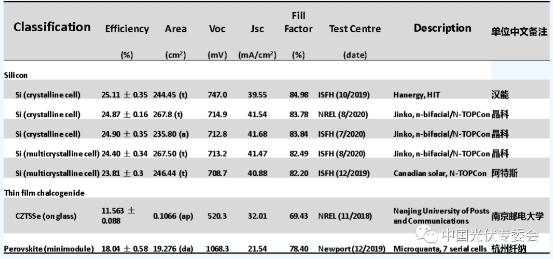 Classification Efficiency (%) Area (cm²) Voc (mV) Jsc (mA/cm²) Fill Factor (%) Test Centre (date) Description 单位中文备注
Silicon
Si (crystalline cell) 25.11 ± 0.35 244.45 (t) 747.0 39.55 84.98 ISFH (10/2019) Hanergy, HIT 汉能
Si (crystalline cell) 24.87 ± 0.16 267.8 (t) 714.9 41.54 83.78 NREL (8/2020) Jinko, n-bifacial/N-TOPCon 晶科
Si (crystalline cell) 24.90 ± 0.35 235.80 (a) 712.8 41.68 83.84 ISFH (7/2020) Jinko, n-bifacial/N-TOPCon 晶科
Si (multicrystalline cell) 24.40 ± 0.34 267.50 (t) 713.2 41.47 82.49 ISFH (8/2020) Jinko, n-bifacial/N-TOPCon 晶科
Si (multicrystalline cell) 23.81 ± 0.3 246.44 (t) 708.7 40.88 82.20 ISFH (12/2019) Canadian solar, N-TOPCon 阿特斯
Thin film chalcogenide
CZTSSe (on glass) 11.563 ± 0.088 0.1066 (ap) 520.3 32.01 69.43 NREL (11/2018) Nanjing University of Posts and Communications 南京邮电大学
Perovskite (minimodule) 18.04 ± 0.58 19.276 (da) 1068.3 21.54 78.40 Newport (12/2019) Microquanta, 7 serial cells 杭州纤纳
中国光伏专委会